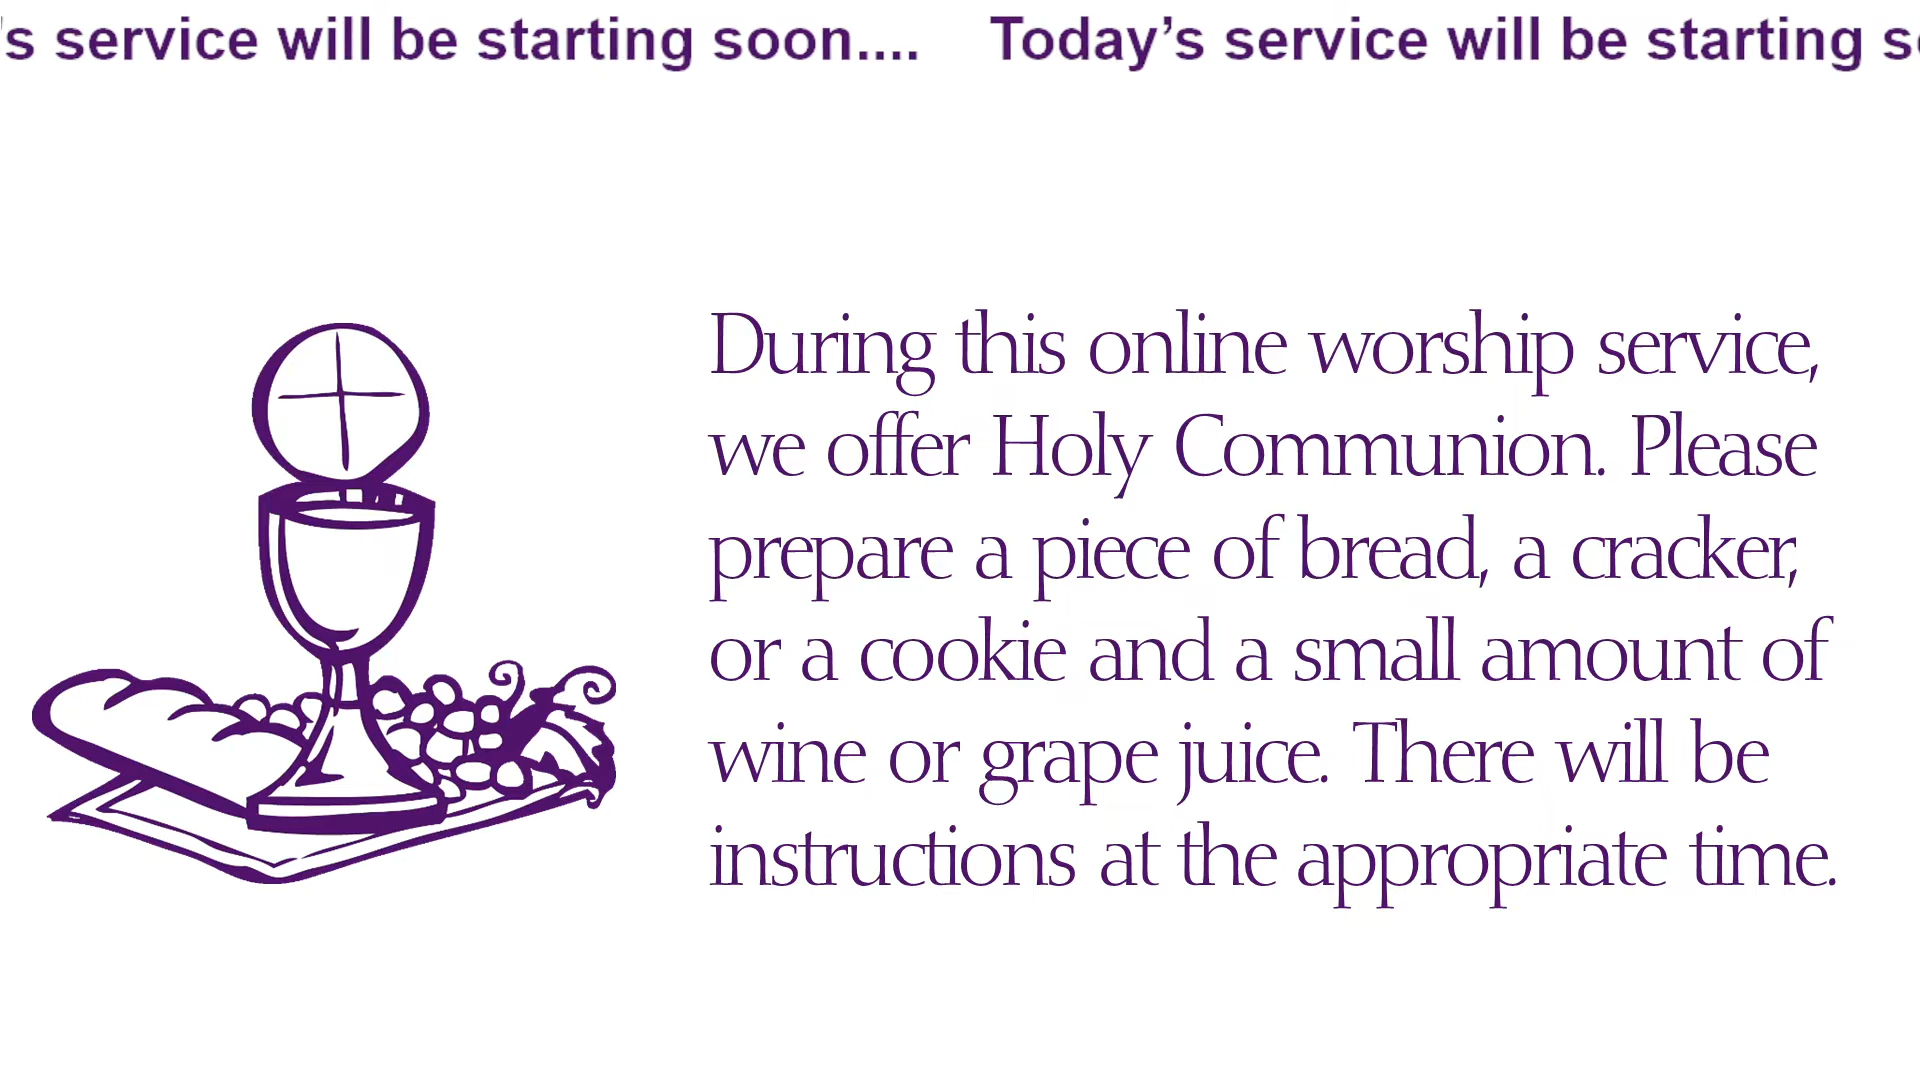 's service will be starting soon.... Today's service will be starting
During this online worship service,
we offer Holy Communion. Please
prepare a piece of bread, a cracker,
or a cookie and a small amount of
wine or grape juice. There will be
instructions at the appropriate time.